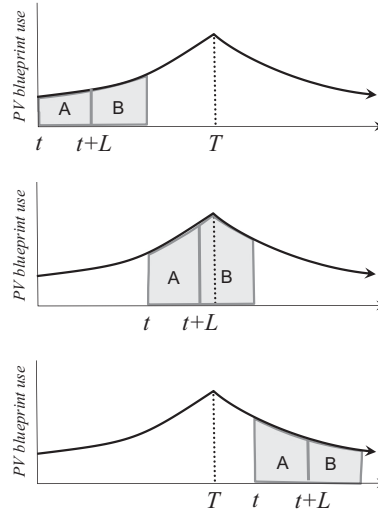 PV blueprint use
A B
t t+L T
PV blueprint use
A B
t t+L
PV blueprint use
A B
T t t+L